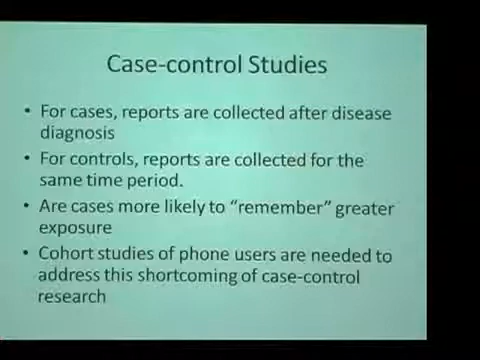 Case-control Studies
• For cases, reports are collected after disease
diagnosis
• For controls, reports are collected for the
same time period.
• Are cases more likely to “remember” greater
exposure
• Cohort studies of phone users are needed to
address this shortcoming of case-control
research